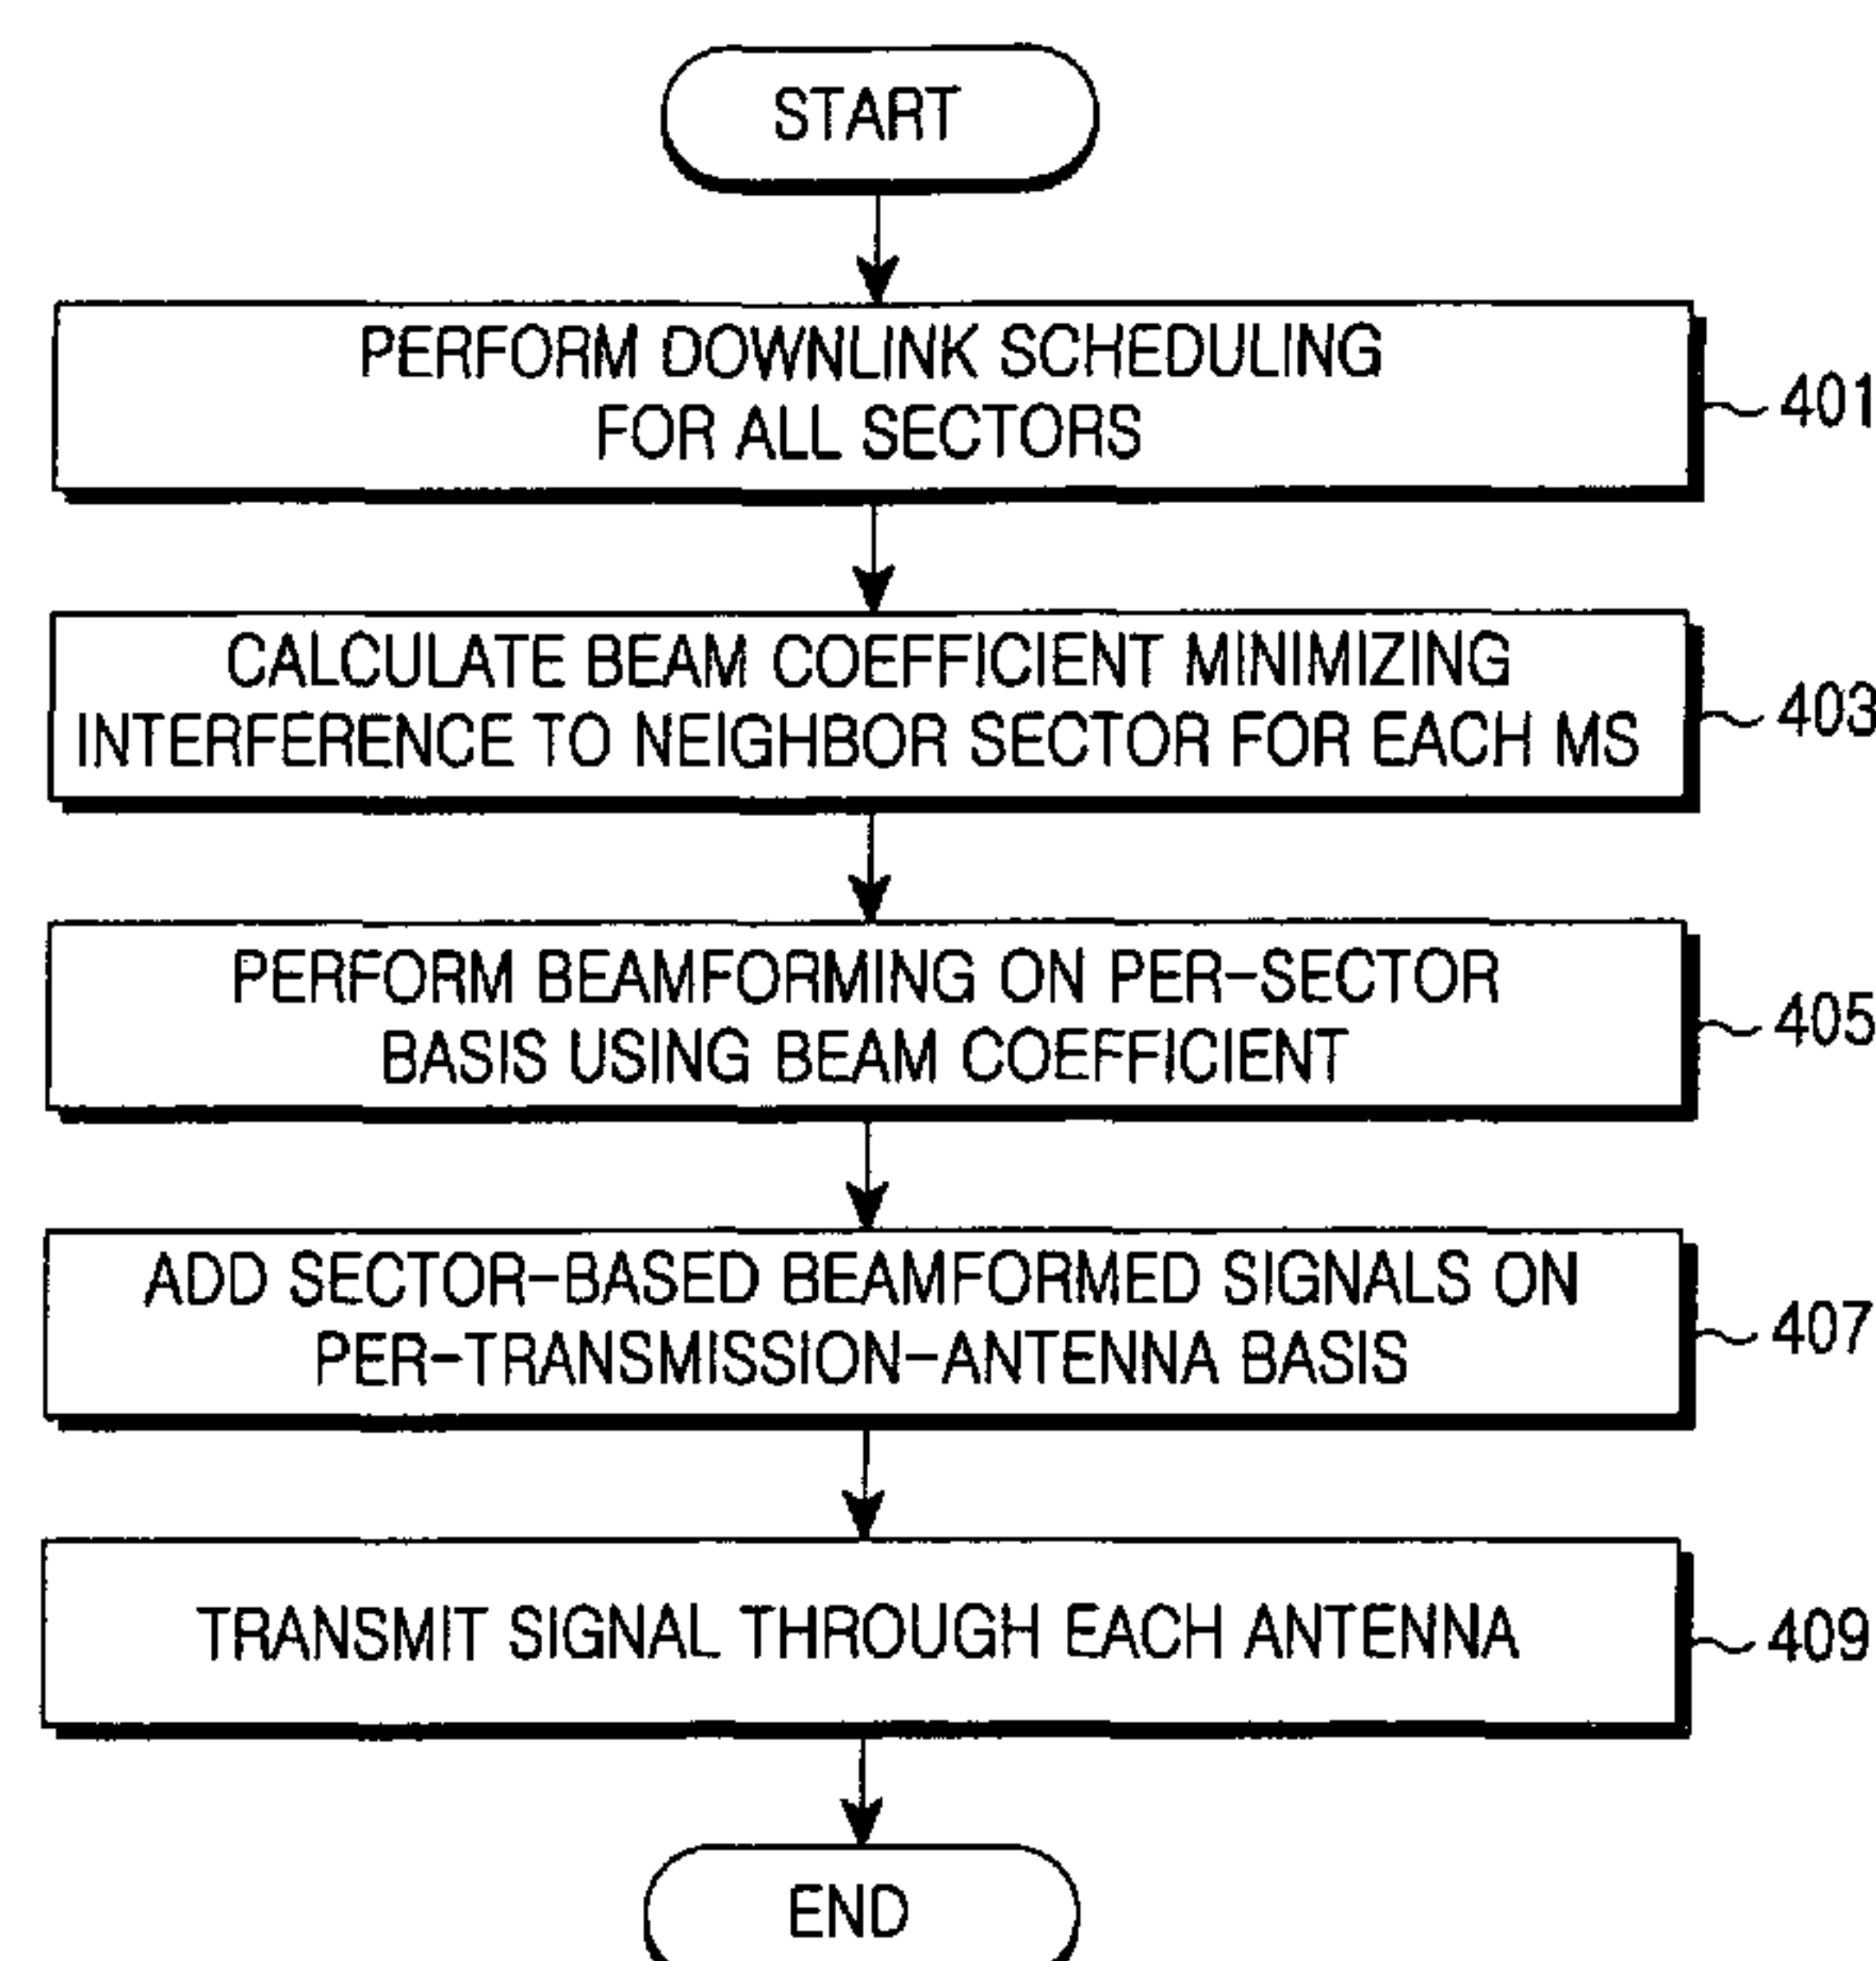 START
PERFORM DOWNLINK SCHEDULING
FOR ALL SECTORS
401
CALCULATE BEAM COEFFICIENT MINIMIZING
INTERFERENCE TO NEIGHBOR SECTOR FOR EACH MS
403
PERFORM BEAMFORMING ON PER-SECTOR
BASIS USING BEAM COEFFICIENT
405
ADD SECTOR-BASED BEAMFORMED SIGNALS ON
PER-TRANSMISSION-ANTENNA BASIS
407
TRANSMIT SIGNAL THROUGH EACH ANTENNA
409
END